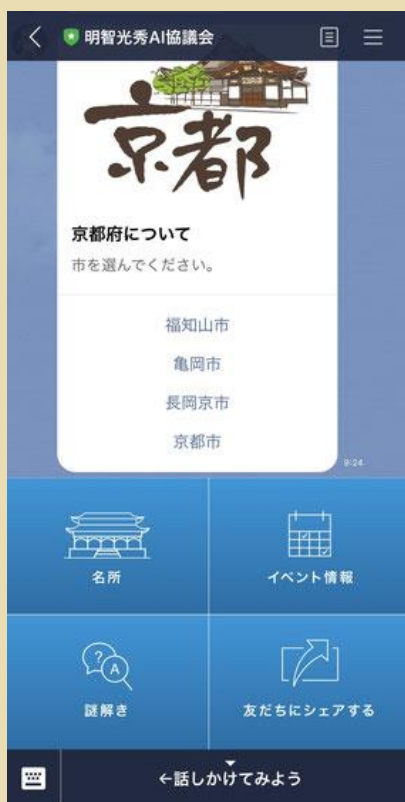 明智光秀AI協議会
京都
京都府について
市を選んでください。
福知山市
亀岡市
長岡京市
京都市
9:24
名所
イベント情報
?
A
謎解き
友だちにシェアする
←話しかけてみよう